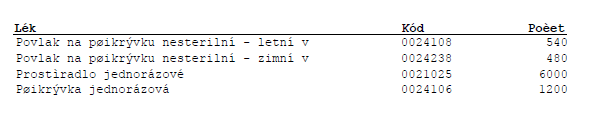 Lék Kód Poèet
Povlak na pøikrývku nesterilní - letní v 0024108 540
Povlak na pøikrývku nesterilní - zimní v 0024238 480
Prostìradlo jednorázové 0021025 6000
Pøikrývka jednorázová 0024106 1200